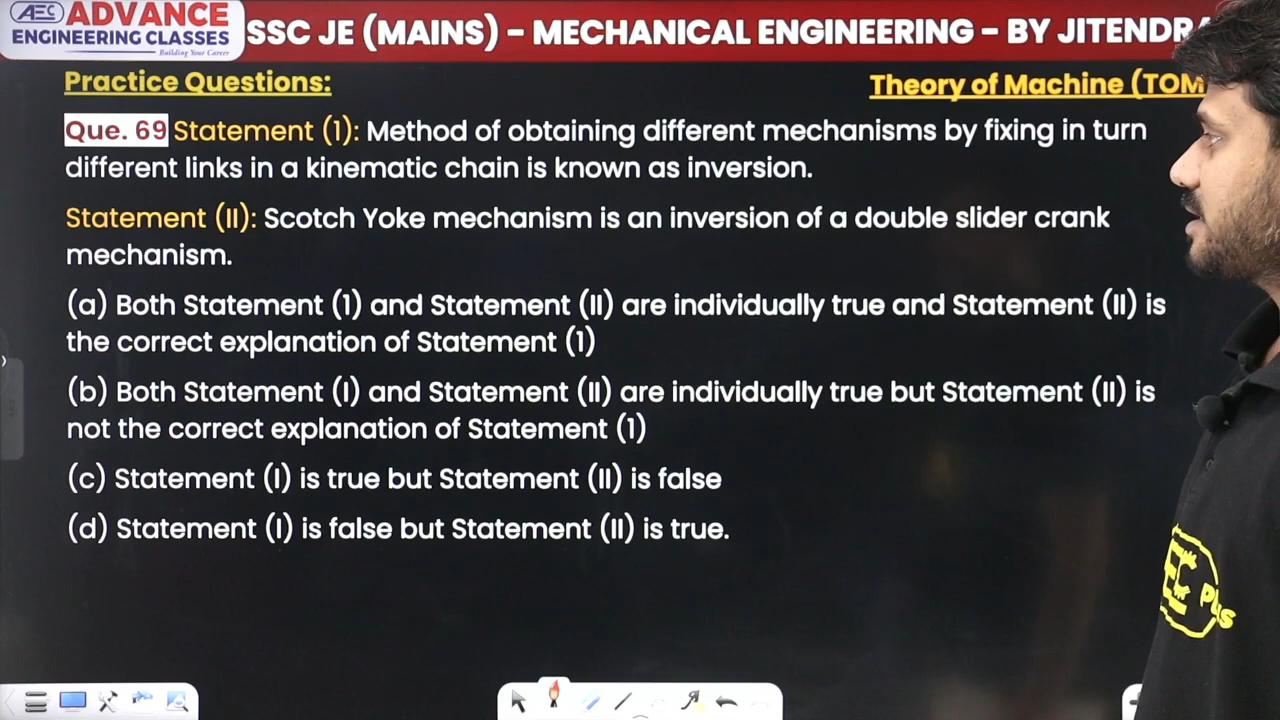 AEC ADVANCE
ENGINEERING CLASSES
Building Your Career
SSC JE (MAINS) - MECHANICAL ENGINEERING - BY JITENDRA
Practice Questions:
Theory of Machine (TOM
Que. 69 Statement (1): Method of obtaining different mechanisms by fixing in turn
different links in a kinematic chain is known as inversion.
Statement (II): Scotch Yoke mechanism is an inversion of a double slider crank
mechanism.
(a) Both Statement (1) and Statement (II) are individually true and Statement (II) is
the correct explanation of Statement (1)
(b) Both Statement (I) and Statement (II) are individually true but Statement (II) is
not the correct explanation of Statement (1)
(c) Statement (I) is true but Statement (II) is false
(d) Statement (I) is false but Statement (II) is true.
AEC
Plus